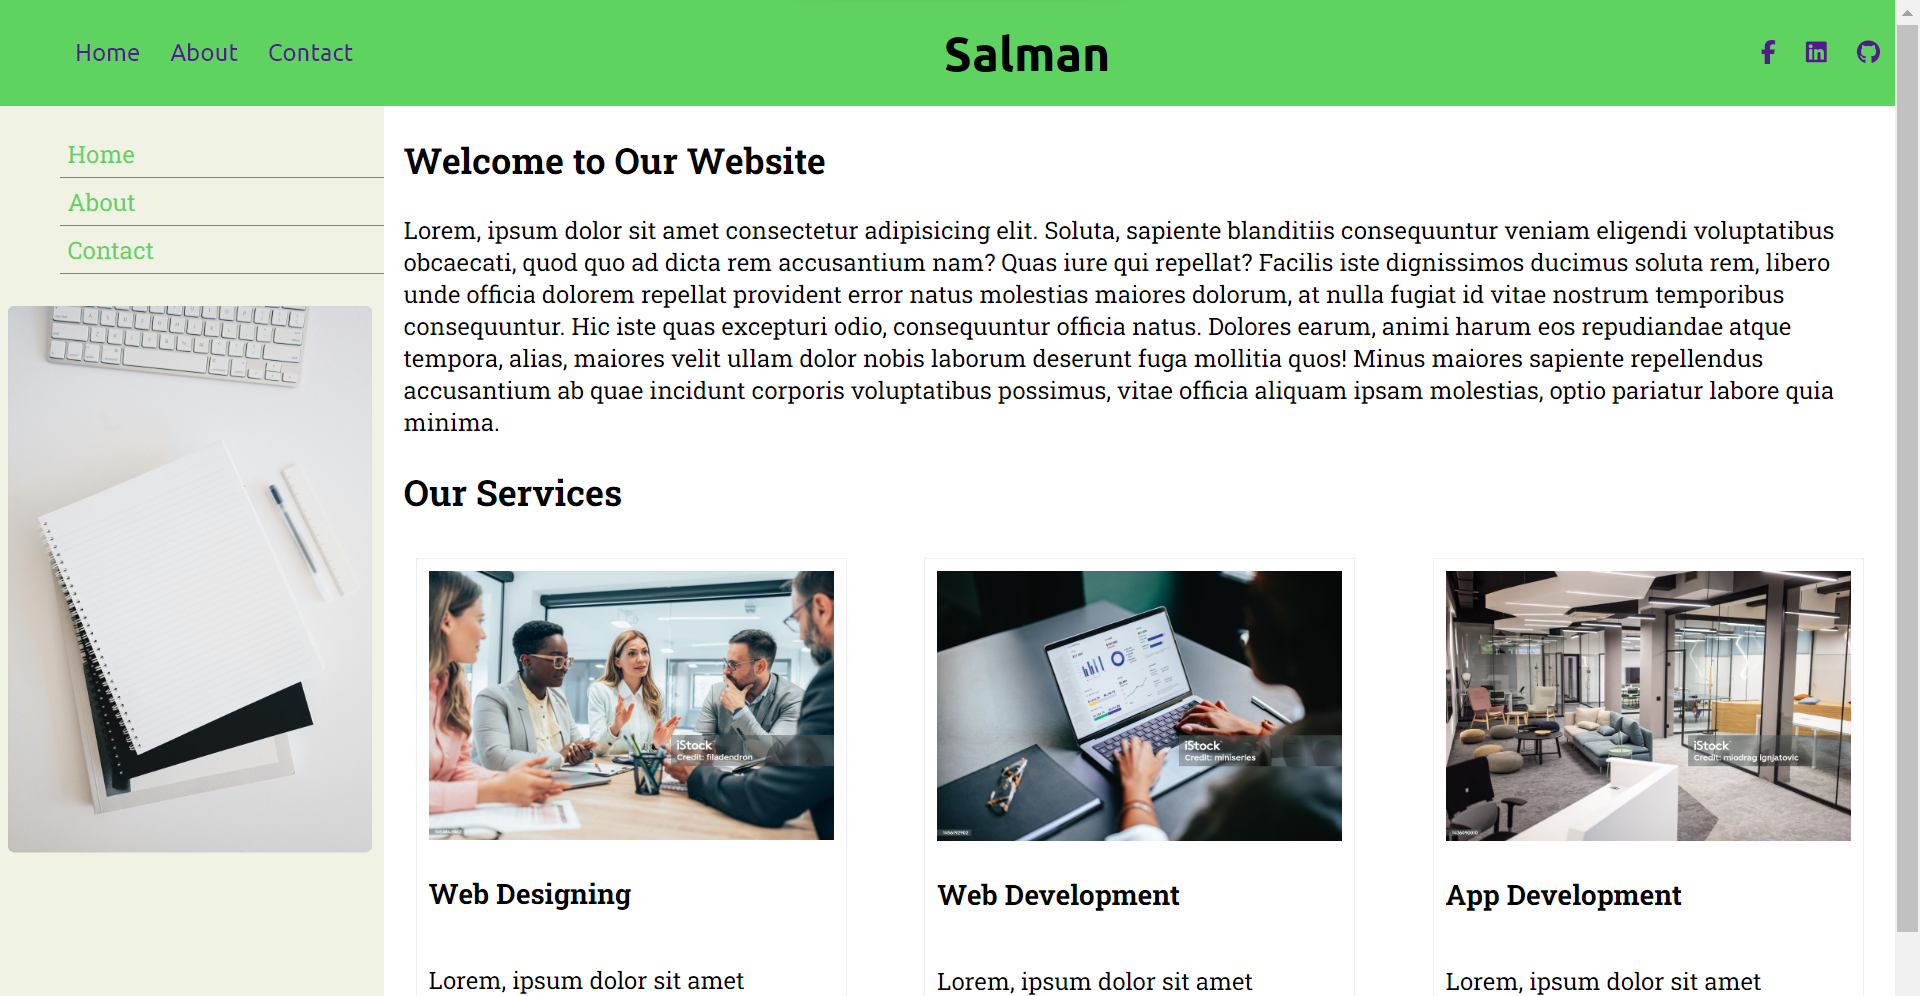 Home About Contact
Salman
Home
About
Contact
Welcome to Our Website
Lorem, ipsum dolor sit amet consectetur adipisicing elit. Soluta, sapiente blanditiis consequuntur veniam eligendi voluptatibus
obcaecati, quod quo ad dicta rem accusantium nam? Quas iure qui repellat? Facilis iste dignissimos ducimus soluta rem, libero
unde officia dolorem repellat provident error natus molestias maiores dolorum, at nulla fugiat id vitae nostrum temporibus
consequuntur. Hic iste quas excepturi odio, consequuntur officia natus. Dolores earum, animi harum eos repudiandae atque
tempora, alias, maiores velit ullam dolor nobis laborum deserunt fuga mollitia quos! Minus maiores sapiente repellendus
accusantium ab quae incidunt corporis voluptatibus possimus, vitae officia aliquam ipsam molestias, optio pariatur labore quia
minima.
Our Services
iStock
Credit: filadendron
iStock
Credit: miniseries
iStock
Credit: miodrag ignjatovic
Web Designing
Web Development
App Development
Lorem, ipsum dolor sit amet
Lorem, ipsum dolor sit amet
Lorem, ipsum dolor sit amet